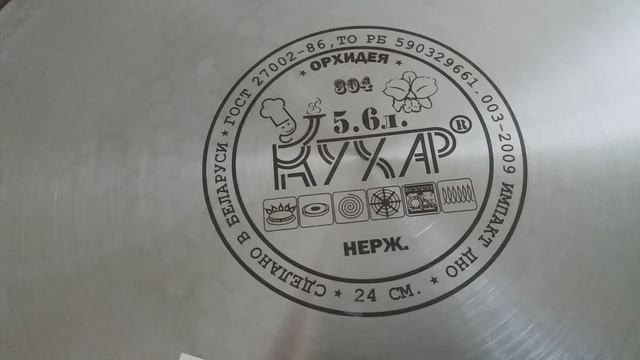 ★ ГОСТ 27002-86, ТО РБ 590329661.003-2009 ИМПАКТ ДНО ★ 24 СМ. ★ СДЕЛАНО В БЕЛАРУСИ
★ ОРХИДЕЯ ★
304
5.6л.
КУХАР®
НЕРЖ.